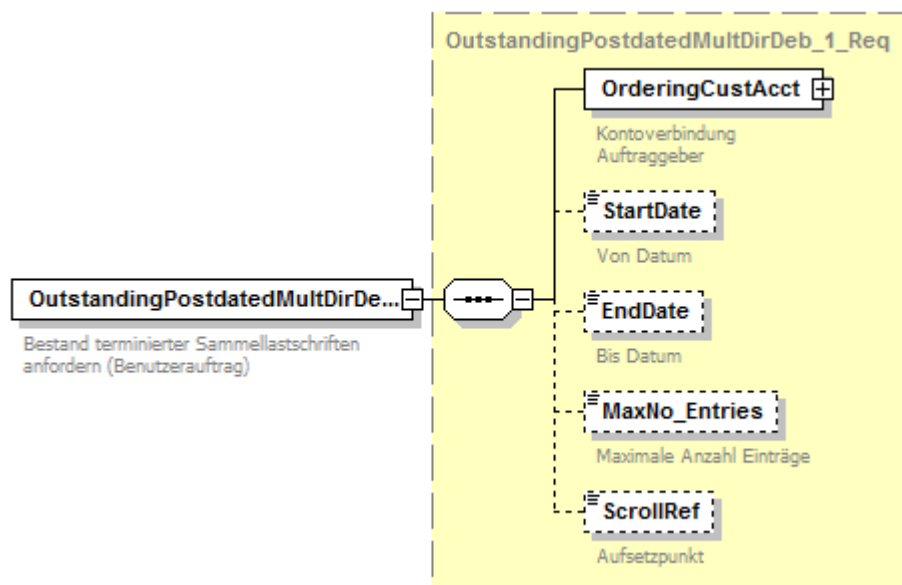 OutstandingPostdatedMultDirDeb_1_Req
OrderingCustAcct
Kontoverbindung
Auftraggeber
StartDate
Von Datum
OutstandingPostdatedMultDirDe...
Bestand terminierter Sammellastschriften
anfordern (Benutzerauftrag)
EndDate
Bis Datum
MaxNo_Entries
Maximale Anzahl Einträge
ScrollRef
Aufsetzpunkt